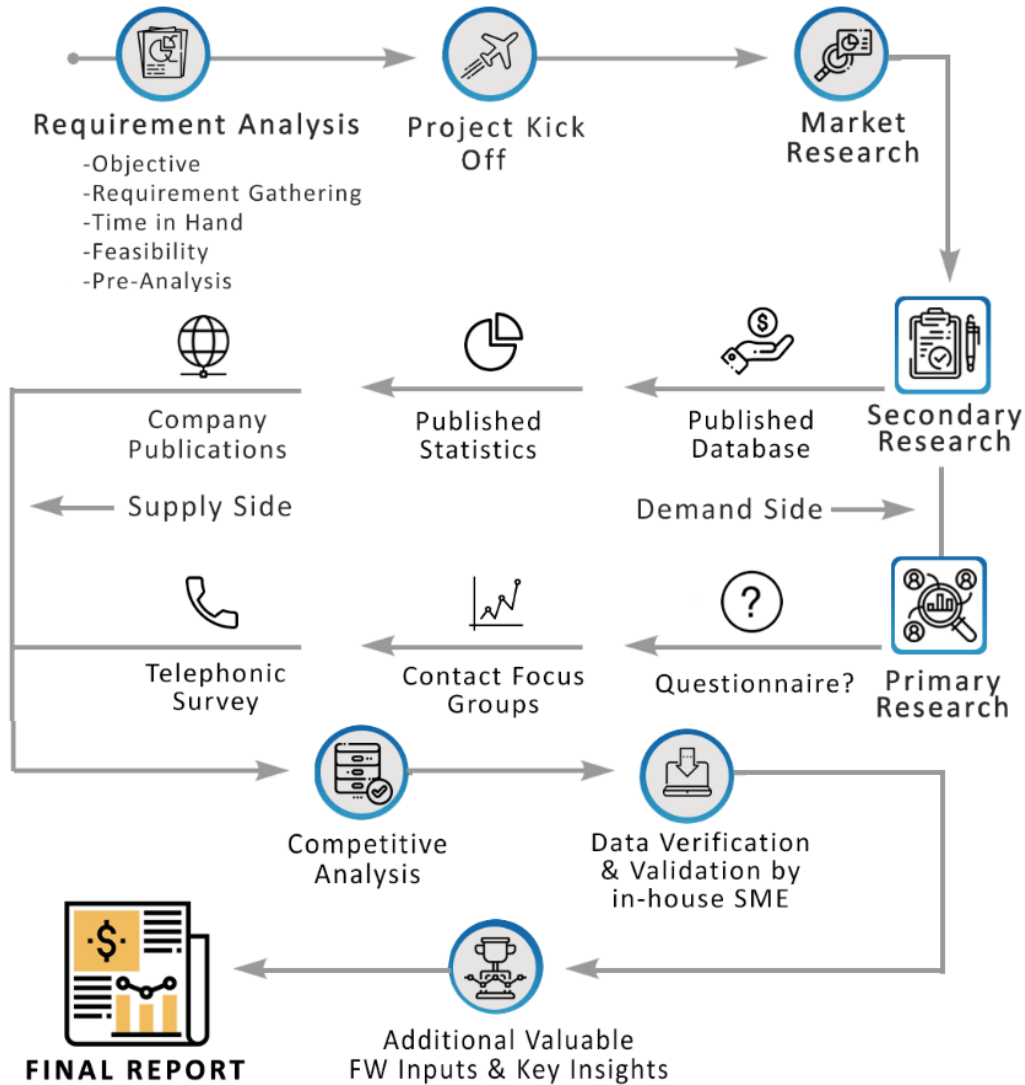 Requirement Analysis
-Objective
-Requirement Gathering
-Time in Hand
-Feasibility
-Pre-Analysis
Project Kick
Off
Market
Research
Company
Publications
Published
Statistics
$
Published
Database
Secondary
Research
Supply Side
Demand Side
Telephonic
Survey
Contact Focus
Groups
?
Questionnaire?
Primary
Research
Competitive
Analysis
Data Verification
& Validation by
in-house SME
$
FINAL REPORT
Additional Valuable
FW Inputs & Key Insights